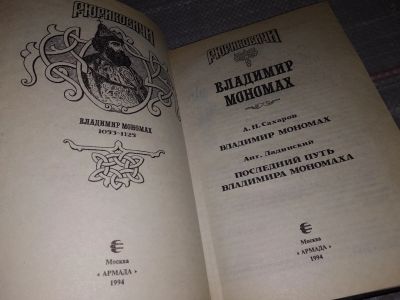 РЮРИКОВИЧИ
ВЛАДИМИР МОНОМАХ
1053-1125
Москва
«АРМАДА»
1994
РЮРИКОВИЧИ
ВЛАДИМИР
МОНОМАХ
А. Н. Сахаров
ВЛАДИМИР МОНОМАХ
Ант. Ладинский
ПОСЛЕДНИЙ ПУТЬ
ВЛАДИМИРА МОНОМАХА
Москва
«АРМАДА»
1994